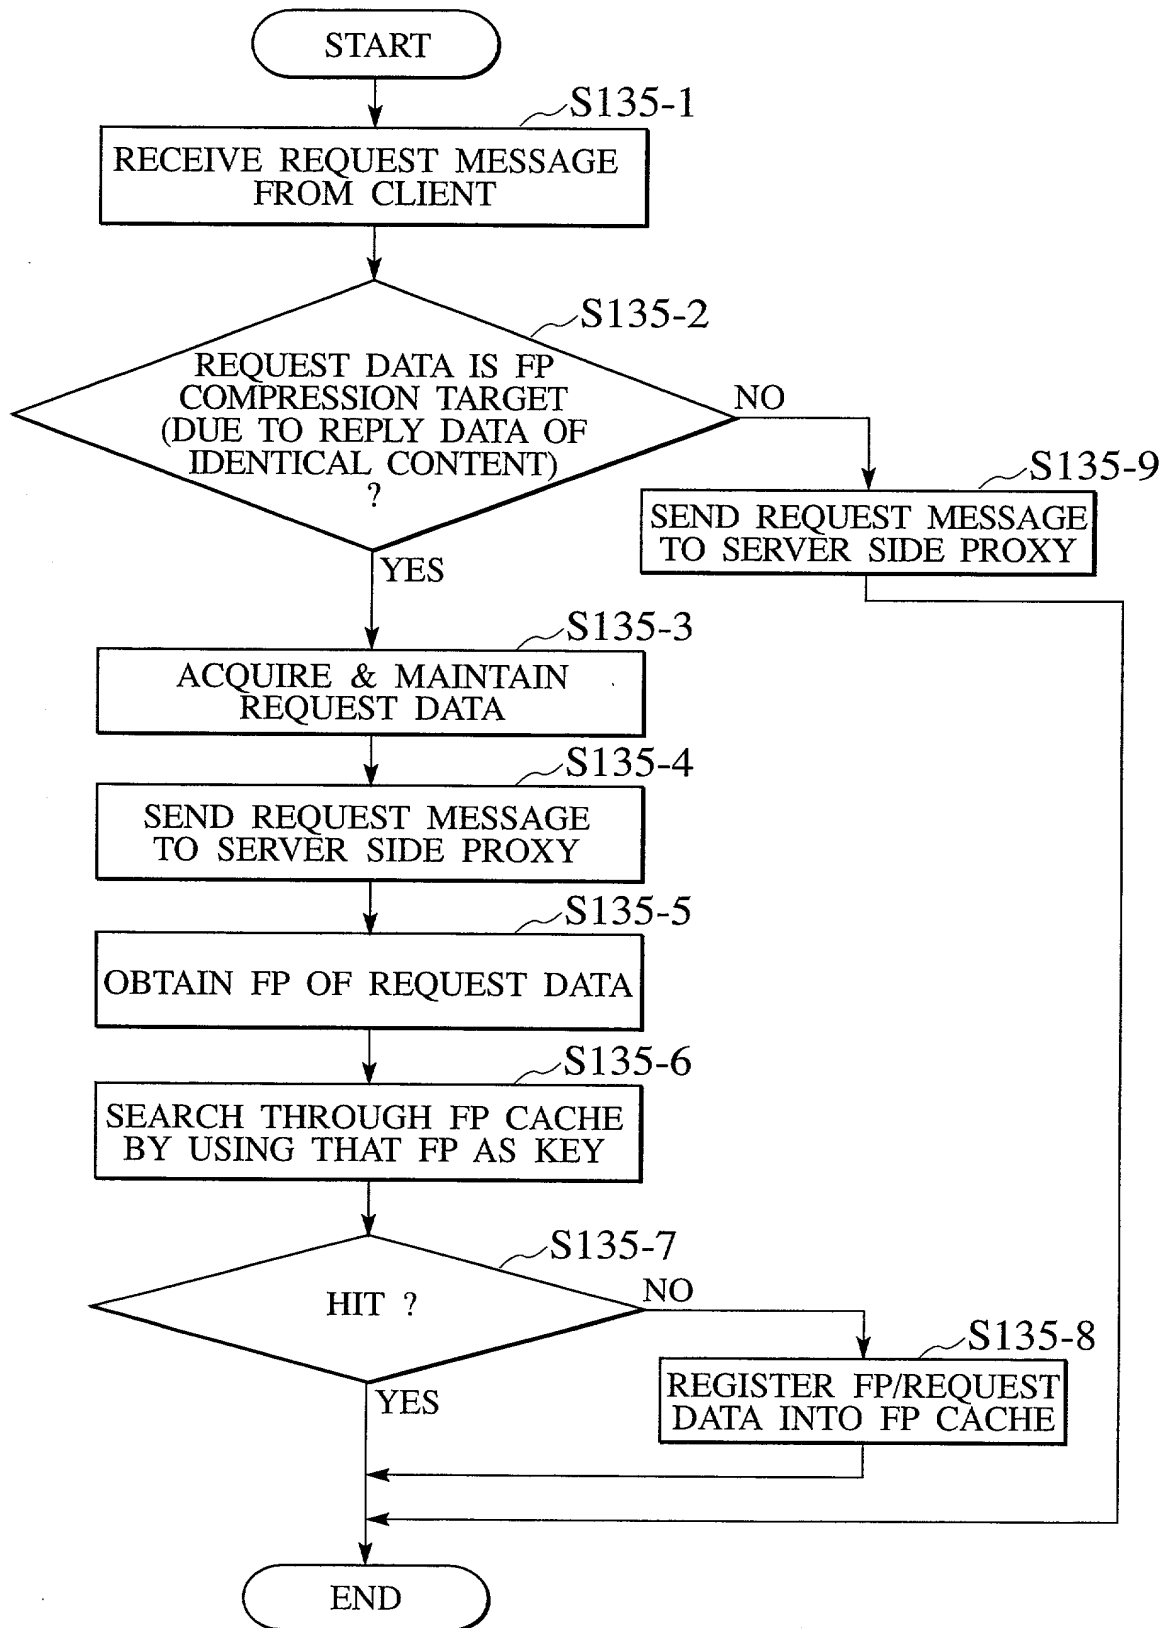 START
S135-1
RECEIVE REQUEST MESSAGE
FROM CLIENT
S135-2
REQUEST DATA IS FP
COMPRESSION TARGET
(DUE TO REPLY DATA OF
IDENTICAL CONTENT)
?
NO
S135-9
SEND REQUEST MESSAGE
TO SERVER SIDE PROXY
YES
S135-3
ACQUIRE & MAINTAIN
REQUEST DATA
S135-4
SEND REQUEST MESSAGE
TO SERVER SIDE PROXY
S135-5
OBTAIN FP OF REQUEST DATA
S135-6
SEARCH THROUGH FP CACHE
BY USING THAT FP AS KEY
S135-7
HIT ?
NO
S135-8
REGISTER FP/REQUEST
DATA INTO FP CACHE
YES
END